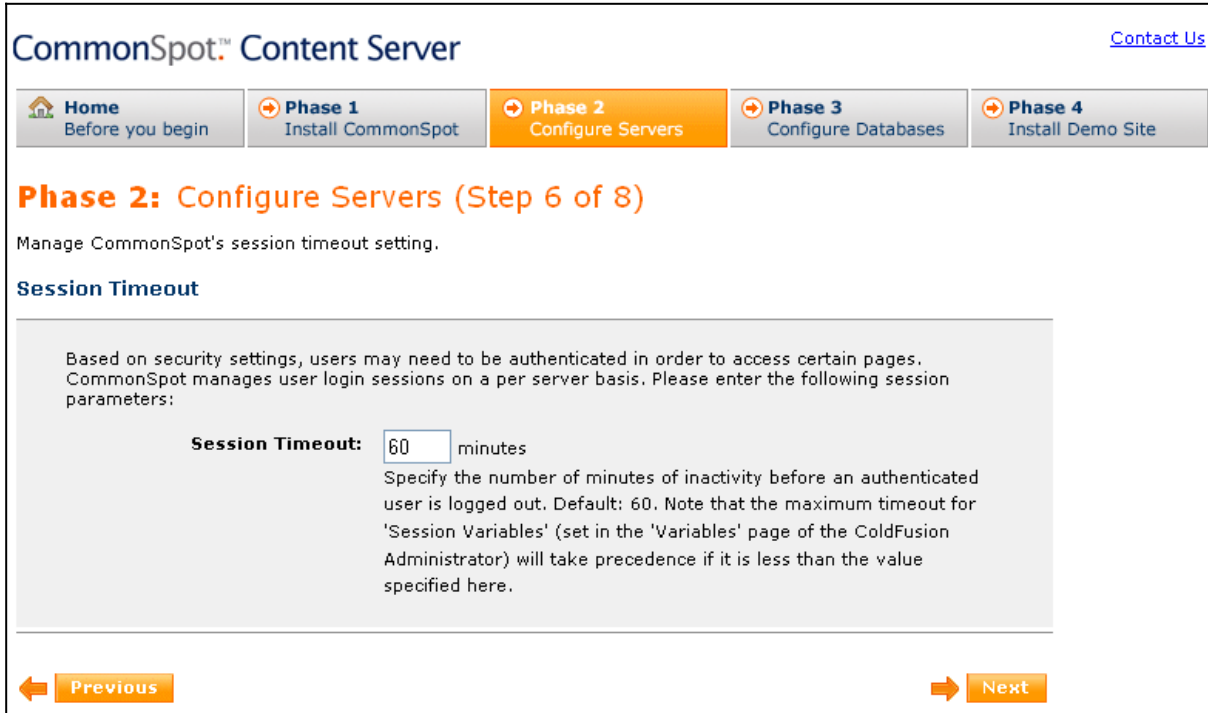 CommonSpot.™ Content Server
Contact Us
Home
Before you begin
Phase 1
Install CommonSpot
Phase 2
Configure Servers
Phase 3
Configure Databases
Phase 4
Install Demo Site
Phase 2: Configure Servers (Step 6 of 8)
Manage CommonSpot's session timeout setting.
Session Timeout
Based on security settings, users may need to be authenticated in order to access certain pages.
CommonSpot manages user login sessions on a per server basis. Please enter the following session
parameters:
Session Timeout: 60 minutes
Specify the number of minutes of inactivity before an authenticated
user is logged out. Default: 60. Note that the maximum timeout for
'Session Variables' (set in the 'Variables' page of the ColdFusion
Administrator) will take precedence if it is less than the value
specified here.
Previous
Next